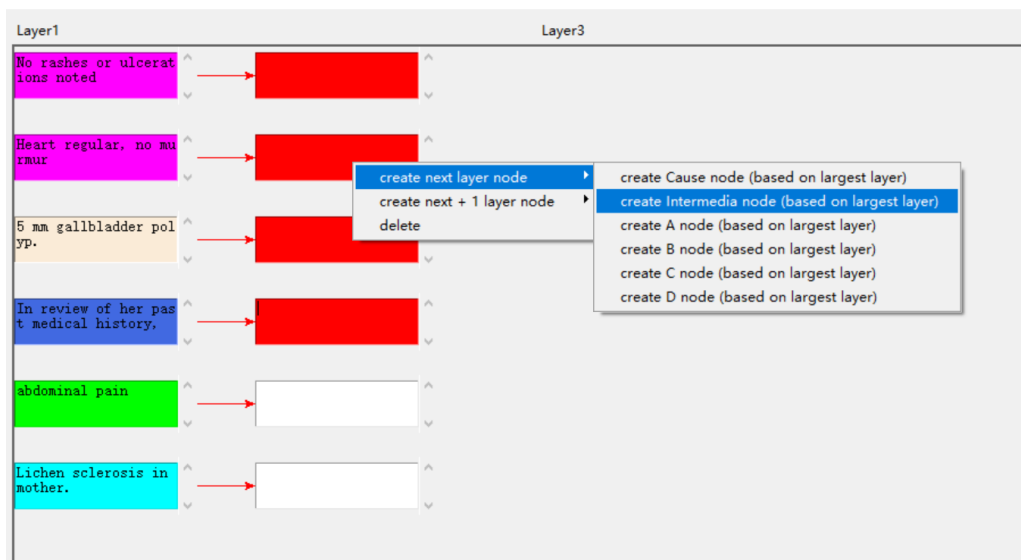 Layer1 Layer3
No rashes or ulcerat
ions noted
Heart regular, no mu
rmur
create next layer node
create next + 1 layer node
delete
create Cause node (based on largest layer)
create Intermedia node (based on largest layer)
create A node (based on largest layer)
create B node (based on largest layer)
create C node (based on largest layer)
create D node (based on largest layer)
5 mm gallbladder pol
yp.
In review of her pas
t medical history,
abdominal pain
Lichen sclerosis in
mother.